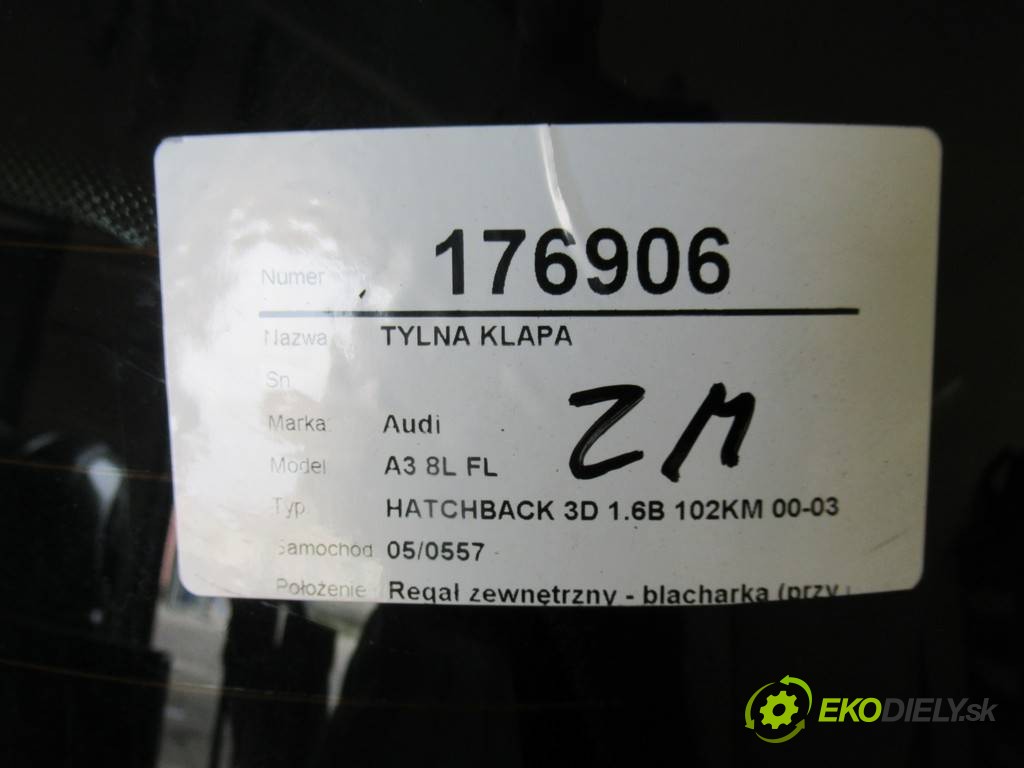 Numer 176906
Nazwa TYLNA KLAPA
Sn
Marka Audi
Model A3 8L FL
Typ HATCHBACK 3D 1.6B 102KM 00-03
Samochód 05/0557
Położenie Regał zewnętrzny - blacharka (przy
ZM
EKODIELY.sk